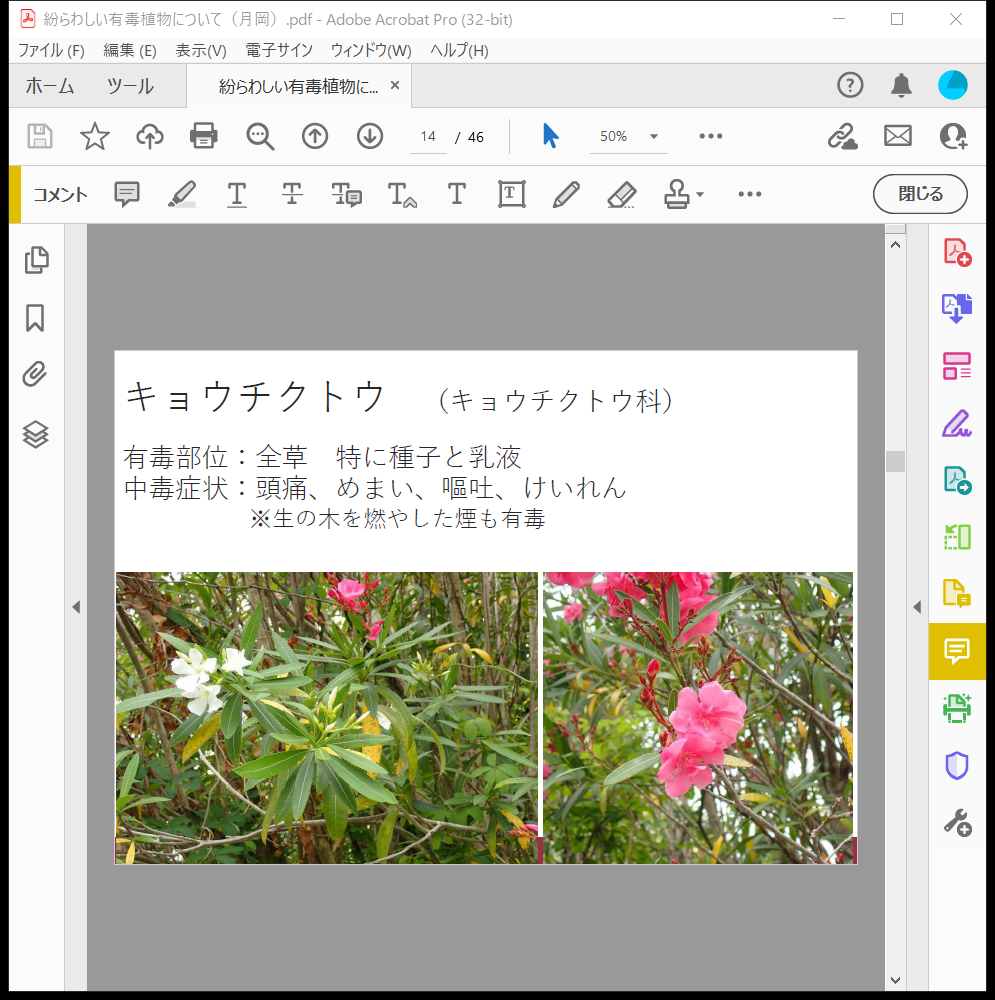 紛らわしい有毒植物について（月岡）.pdf - Adobe Acrobat Pro (32-bit)
ファイル (F) 編集 (E) 表示(V) 電子サイン ウィンドウ(W) ヘルプ(H)
ホーム ツール 紛らわしい有毒植物に... ×
14 / 46 50%
コメント 閉じる
キョウチクトウ （キョウチクトウ科）
有毒部位：全草 特に種子と乳液
中毒症状：頭痛、めまい、嘔吐、けいれん
※生の木を燃やした煙も有毒